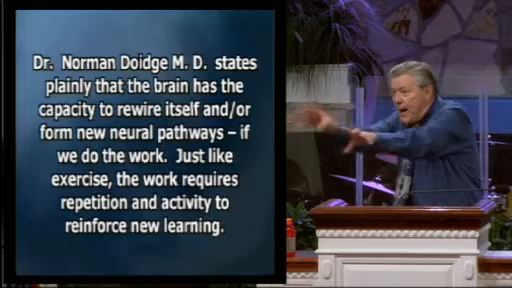 Dr. Norman Doidge M. D. states
plainly that the brain has the
capacity to rewire itself and/or
form new neural pathways – if
we do the work. Just like
exercise, the work requires
repetition and activity to
reinforce new learning.